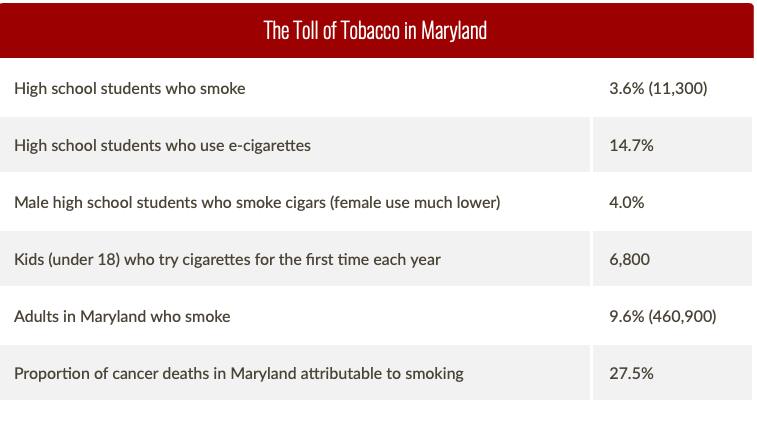 The Toll of Tobacco in Maryland
High school students who smoke 3.6% (11,300)
High school students who use e-cigarettes 14.7%
Male high school students who smoke cigars (female use much lower) 4.0%
Kids (under 18) who try cigarettes for the first time each year 6,800
Adults in Maryland who smoke 9.6% (460,900)
Proportion of cancer deaths in Maryland attributable to smoking 27.5%